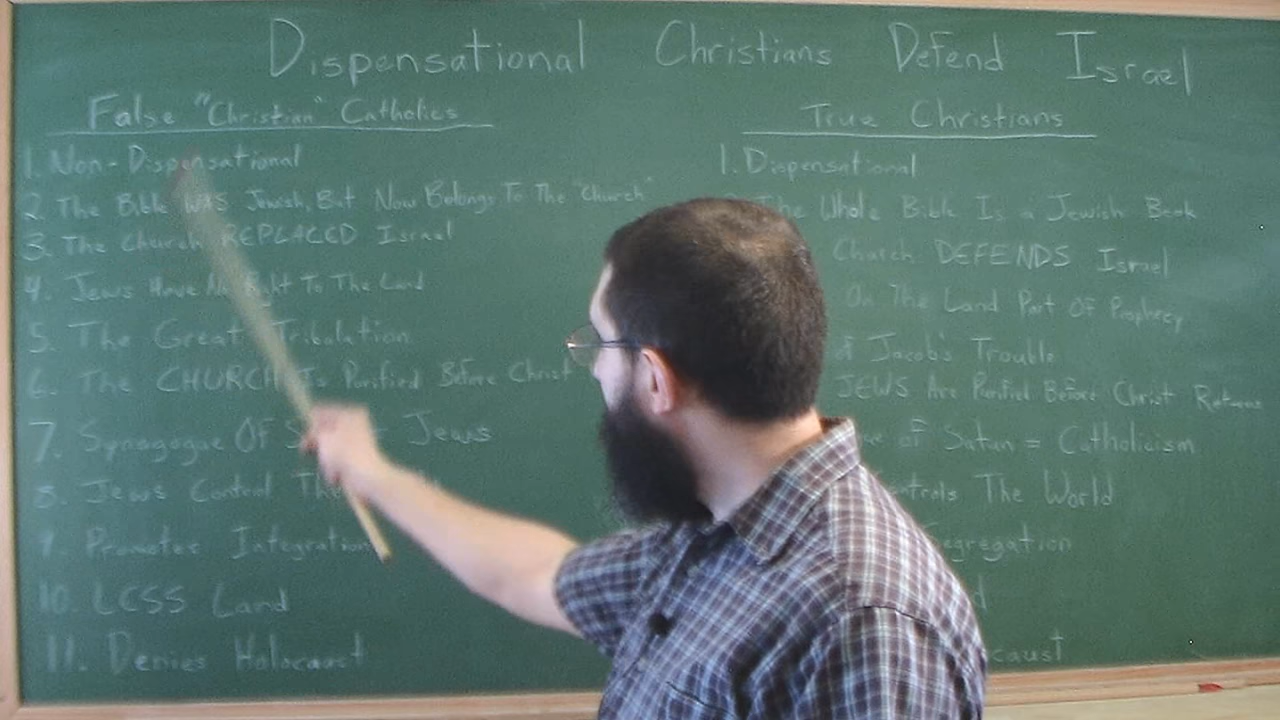 Dispensational Christians Defend Israel
False "Christian" Catholics
1. Non-Dispensational
2. The Bible WAS Jewish, But Now Belongs To The "Church"
3. The Church REPLACED Israel
4. Jews Have No Right To The Land
5. The Great Tribulation
6. The CHURCH Is Purified Before Christ
7. Synagogue Of Jews
8. Jews Control
9. Promotes Integration
10. LESS Land
11. Denies Holocaust
True Christians
1. Dispensational
The Whole Bible Is a Jewish Book
Church DEFENDS Israel
On The Land Part Of Prophecy
Jacob's Trouble
JEWS Are Purified Before Christ Returns
of Satan = Catholicism
The World